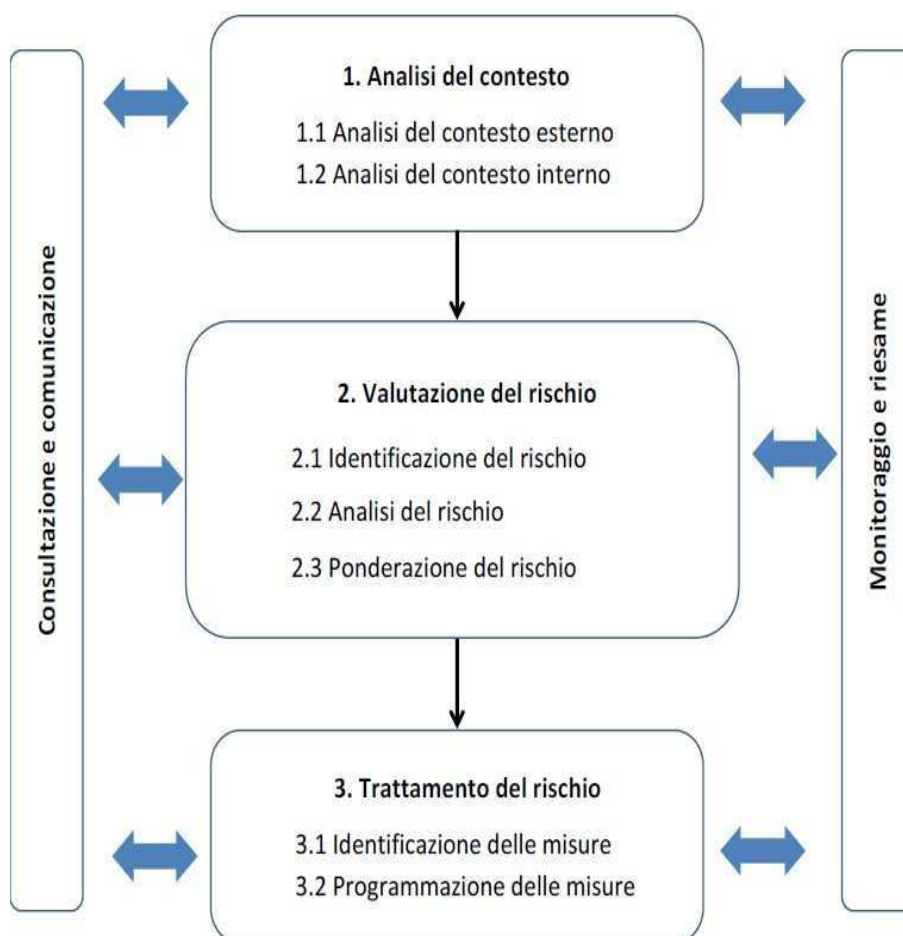 1. Analisi del contesto
1.1 Analisi del contesto esterno
1.2 Analisi del contesto interno
Consultazione e comunicazione
2. Valutazione del rischio
2.1 Identificazione del rischio
2.2 Analisi del rischio
2.3 Ponderazione del rischio
Monitoraggio e riesame
3. Trattamento del rischio
3.1 Identificazione delle misure
3.2 Programmazione delle misure